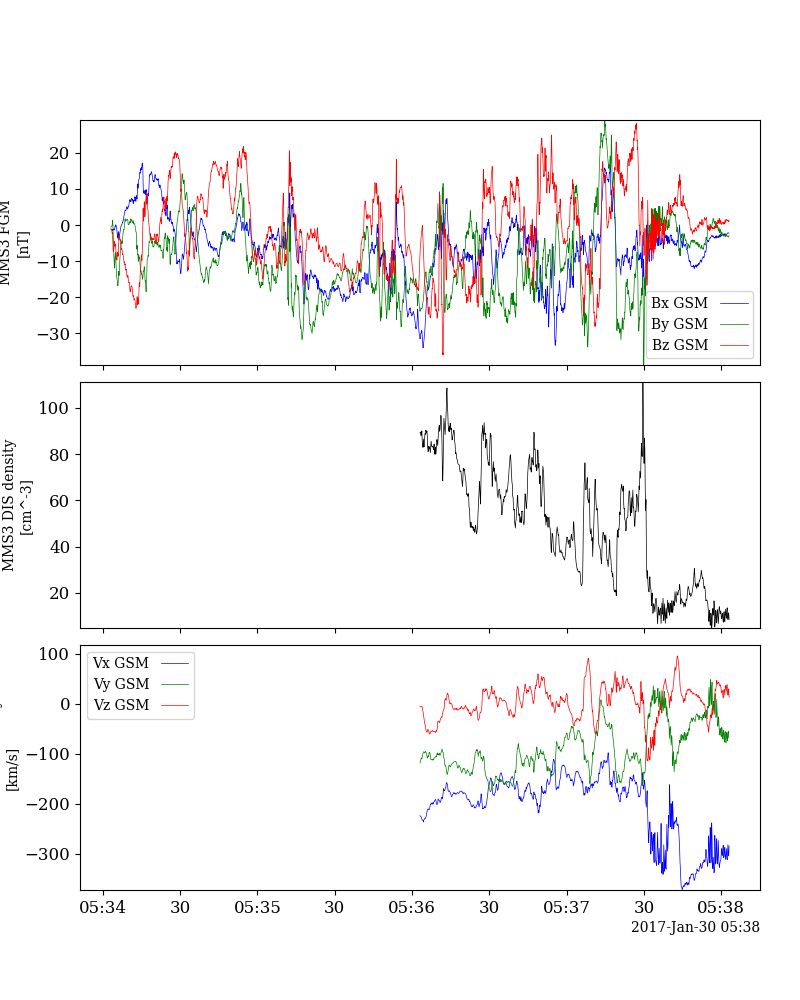 MMS3 FGM
[nT]
20
10
0
−10
−20
−30
Bx GSM
By GSM
Bz GSM
MMS3 DIS density
[cm^-3]
100
80
60
40
20
Vx GSM
Vy GSM
Vz GSM
[km/s]
100
0
−100
−200
−300
05:34 30 05:35 30 05:36 30 05:37 30 05:38
2017-Jan-30 05:38